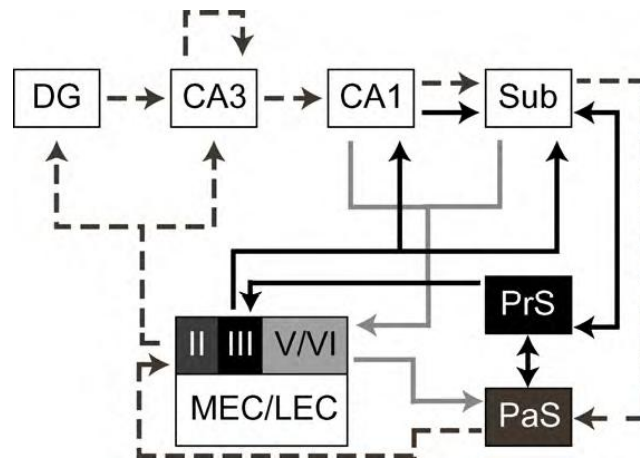 DG CA3 CA1 Sub
PrS
II III V/VI
MEC/LEC
PaS